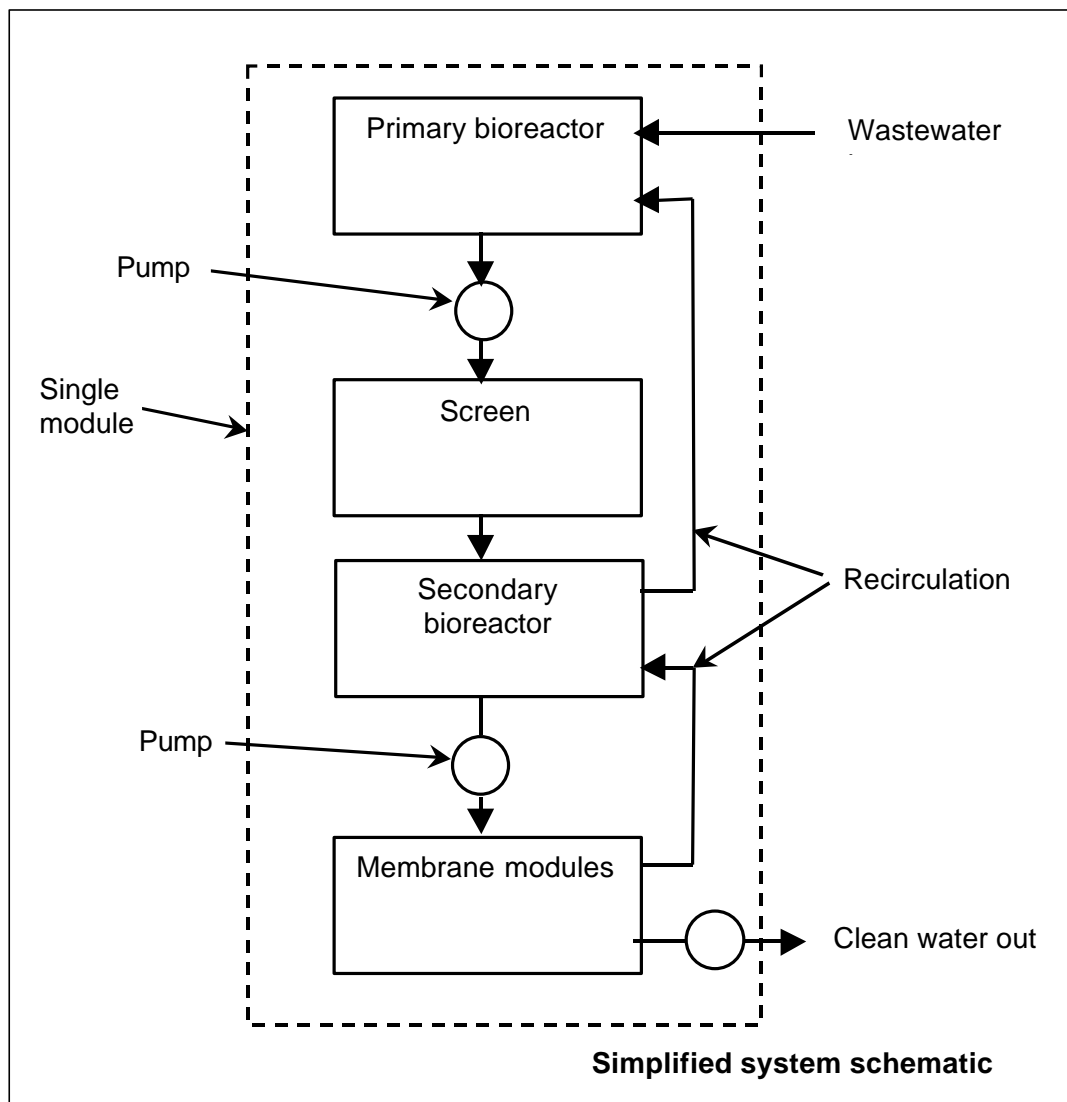 Primary bioreactor
Wastewater
Pump
Single
module
Screen
Secondary
bioreactor
Recirculation
Pump
Membrane modules
Clean water out
Simplified system schematic